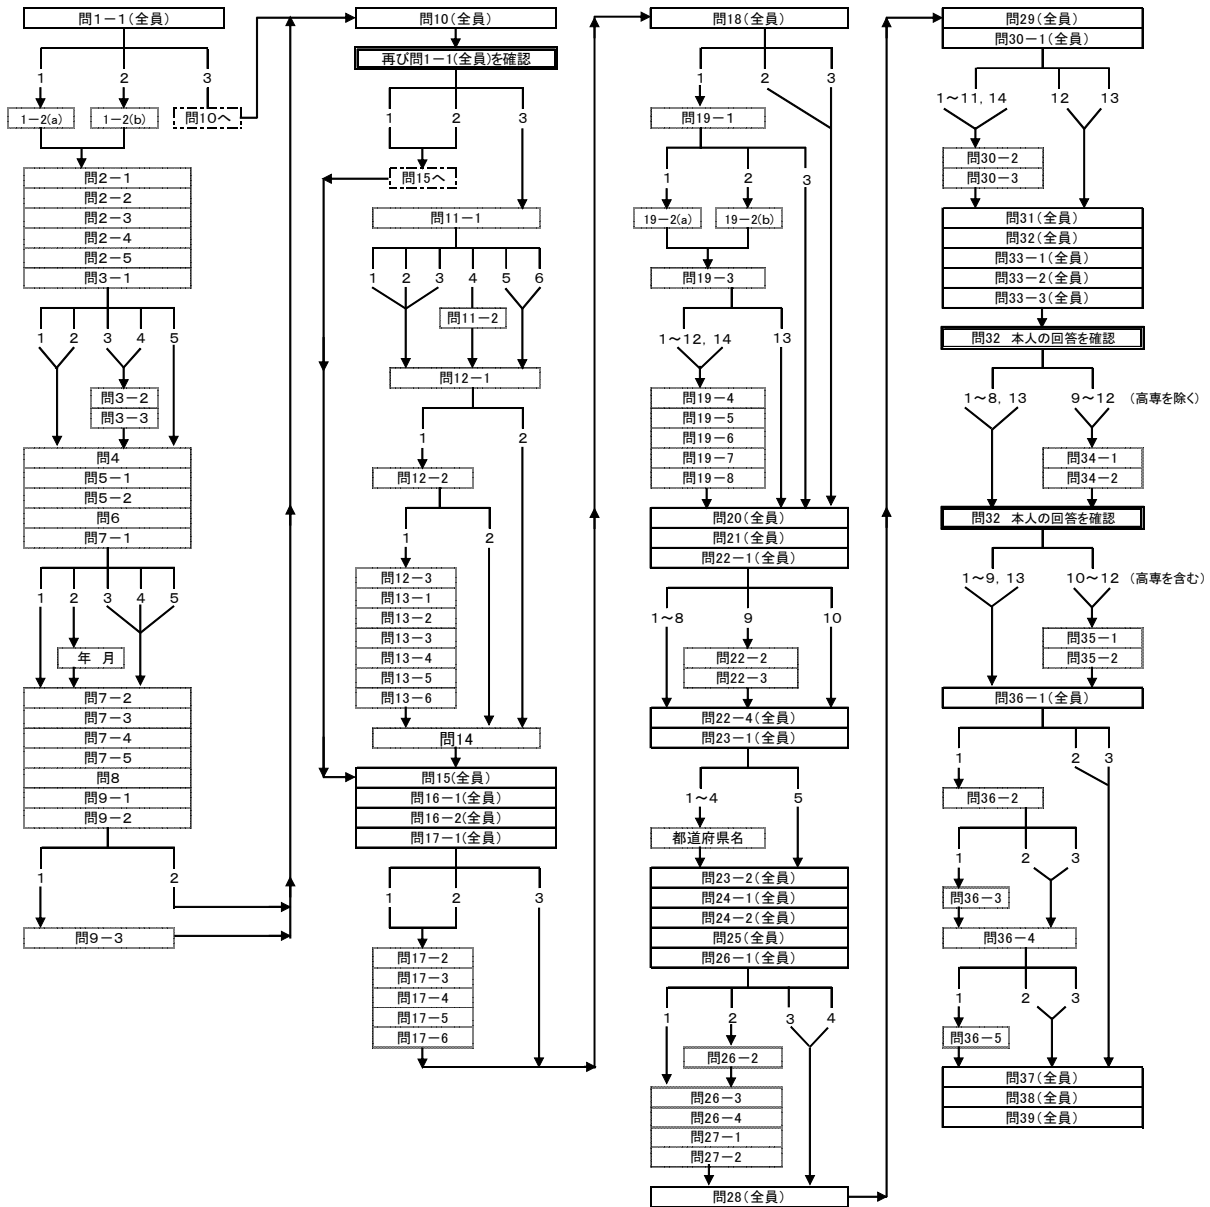 問1－1(全員)
1
2
3
1－2(a)
1－2(b)
問10へ
問2－1
問2－2
問2－3
問2－4
問2－5
問3－1
1
2
3
4
5
問3－2
問3－3
問4
問5－1
問5－2
問6
問7－1
1
2
3
4
5
年　月
問7－2
問7－3
問7－4
問7－5
問8
問9－1
問9－2
1
2
問9－3
問10(全員)
再び問1－1(全員)を確認
1
2
3
問15へ
問11－1
1
2
3
4
5
6
問11－2
問12－1
1
2
問12－2
1
2
問12－3
問13－1
問13－2
問13－3
問13－4
問13－5
問13－6
問14
問15(全員)
問16－1(全員)
問16－2(全員)
問17－1(全員)
1
2
3
問17－2
問17－3
問17－4
問17－5
問17－6
問18(全員)
1
2
3
問19－1
1
2
3
19－2(a)
19－2(b)
問19－3
1～12, 14
13
問19－4
問19－5
問19－6
問19－7
問19－8
問20(全員)
問21(全員)
問22－1(全員)
1～8
9
10
問22－2
問22－3
問22－4(全員)
問23－1(全員)
1～4
5
都道府県名
問23－2(全員)
問24－1(全員)
問24－2(全員)
問25(全員)
問26－1(全員)
1
2
3
4
問26－2
問26－3
問26－4
問27－1
問27－2
問28(全員)
問29(全員)
問30－1(全員)
1～11, 14
12
13
問30－2
問30－3
問31(全員)
問32(全員)
問33－1(全員)
問33－2(全員)
問33－3(全員)
問32　本人の回答を確認
1～8, 13
9～12　(高専を除く)
問34－1
問34－2
問32　本人の回答を確認
1～9, 13
10～12　(高専を含む)
問35－1
問35－2
問36－1(全員)
1
2
3
問36－2
1
2
3
問36－3
問36－4
1
2
3
問36－5
問37(全員)
問38(全員)
問39(全員)